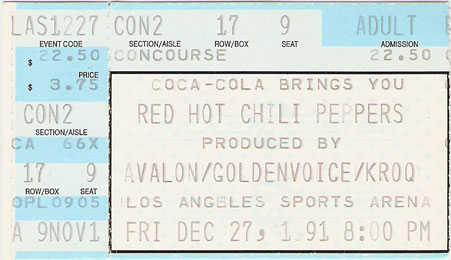 LAS1227 CON2 17 9 ADULT
EVENT CODE SECTION/AISLE ROW/BOX SEAT ADMISSION
$ 22.50 CONCOURSE 22.50
PRICE
$ 3.75 COCA-COLA BRINGS YOU
CON2 RED HOT CHILI PEPPERS
SECTION/AISLE
CA 66X PRODUCED BY
17 9 AVALON/GOLDENVOICE/KROQ
ROW/BOX SEAT
OPL0905 LOS ANGELES SPORTS ARENA
A 9NOV1 FRI DEC 27, 1991 8:00 PM